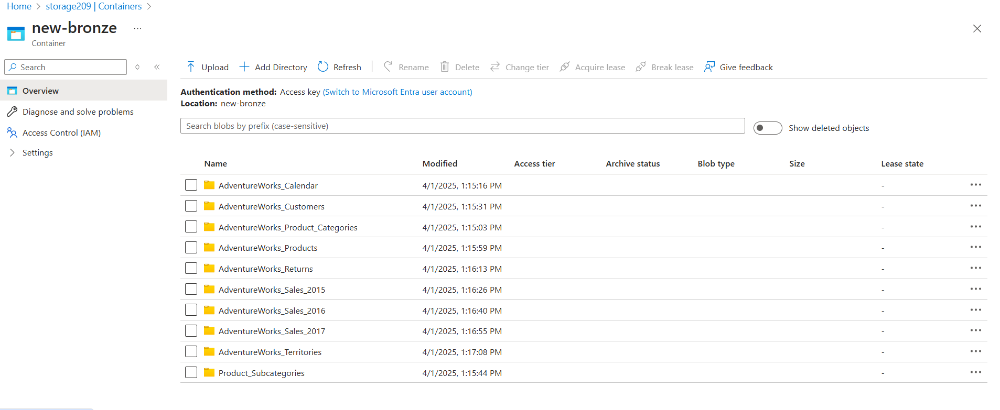 Home > storage209 | Containers >
new-bronze ...
Container
Search
Overview
Diagnose and solve problems
Access Control (IAM)
Settings
Upload Add Directory Refresh Rename Delete Change tier Acquire lease Break lease Give feedback
Authentication method: Access key (Switch to Microsoft Entra user account)
Location: new-bronze
Search blobs by prefix (case-sensitive) Show deleted objects
Name Modified Access tier Archive status Blob type Size Lease state
AdventureWorks_Calendar 4/1/2025, 1:15:16 PM -
AdventureWorks_Customers 4/1/2025, 1:15:31 PM -
AdventureWorks_Product_Categories 4/1/2025, 1:15:03 PM -
AdventureWorks_Products 4/1/2025, 1:15:59 PM -
AdventureWorks_Returns 4/1/2025, 1:16:13 PM -
AdventureWorks_Sales_2015 4/1/2025, 1:16:26 PM -
AdventureWorks_Sales_2016 4/1/2025, 1:16:40 PM -
AdventureWorks_Sales_2017 4/1/2025, 1:16:55 PM -
AdventureWorks_Territories 4/1/2025, 1:17:08 PM -
Product_Subcategories 4/1/2025, 1:15:44 PM -